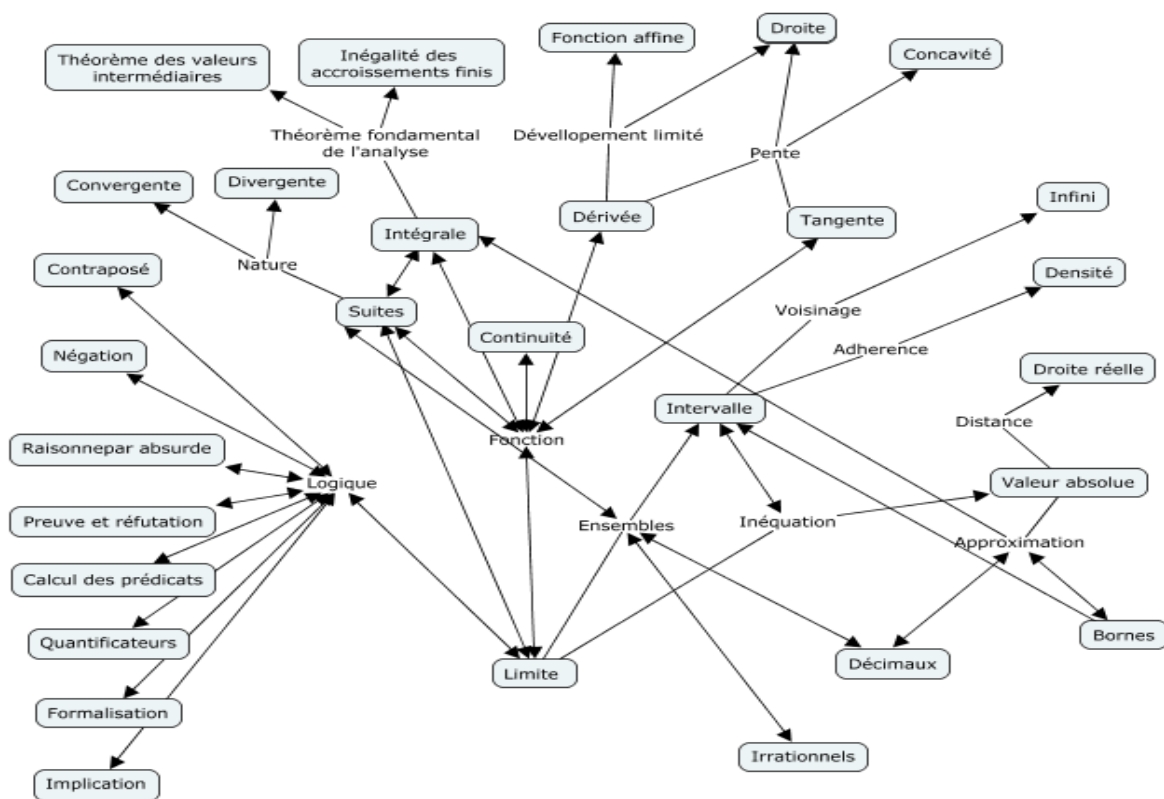 Droite
Fonction affine
Concavité
Théorème des valeurs
intermédiaires
Inégalité des
accroissements finis
Théorème fondamental
de l'analyse
Dévellopement limité
Pente
Convergente
Divergente
Intégrale
Dérivée
Tangente
Infini
Nature
Contraposé
Densité
Suites
Voisinage
Continuité
Adherence
Négation
Droite réelle
Intervalle
Distance
Fonction
Raisonnepar absurde
Logique
Valeur absolue
Preuve et réfutation
Ensembles
Inéquation
Approximation
Calcul des prédicats
Quantificateurs
Bornes
Limite
Décimaux
Formalisation
Irrationnels
Implication